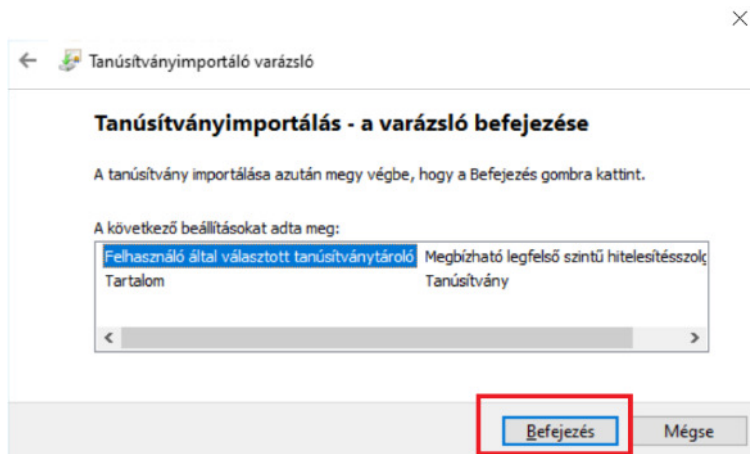 Tanúsítványimportáló varázsló
Tanúsítványimportálás - a varázsló befejezése
A tanúsítvány importálása azután megy végbe, hogy a Befejezés gombra kattint.
A következő beállításokat adta meg:
Felhasználó által választott tanúsítványtároló Megbízható legfelső szintű
Tartalom Tanúsítvány
Befejezés Mégse